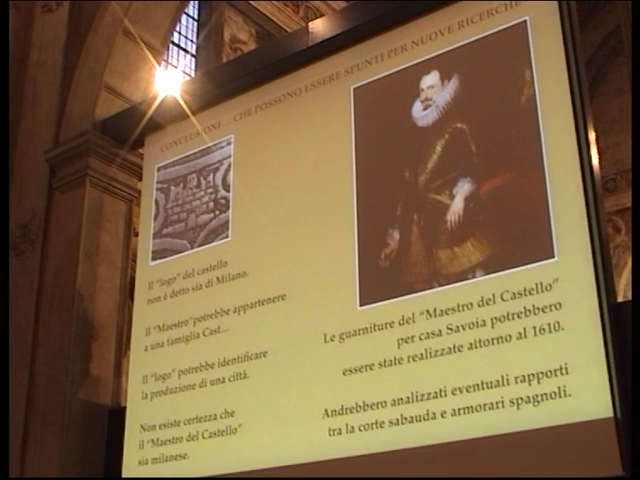 CONCLUSIONI ... CHE POSSONO ESSERE SPUNTI PER NUOVE RICERCHE
Il "logo" del castello
non è detto sia di Milano.
Il "Maestro"potrebbe appartenere
a una famiglia Cast...
Il "logo" potrebbe identificare
la produzione di una città.
Non esiste certezza che
il "Maestro del Castello"
sia milanese.
Le guarniture del "Maestro del Castello"
per casa Savoia potrebbero
essere state realizzate attorno al 1610.
Andrebbero analizzati eventuali rapporti
tra la corte sabauda e armorari spagnoli.